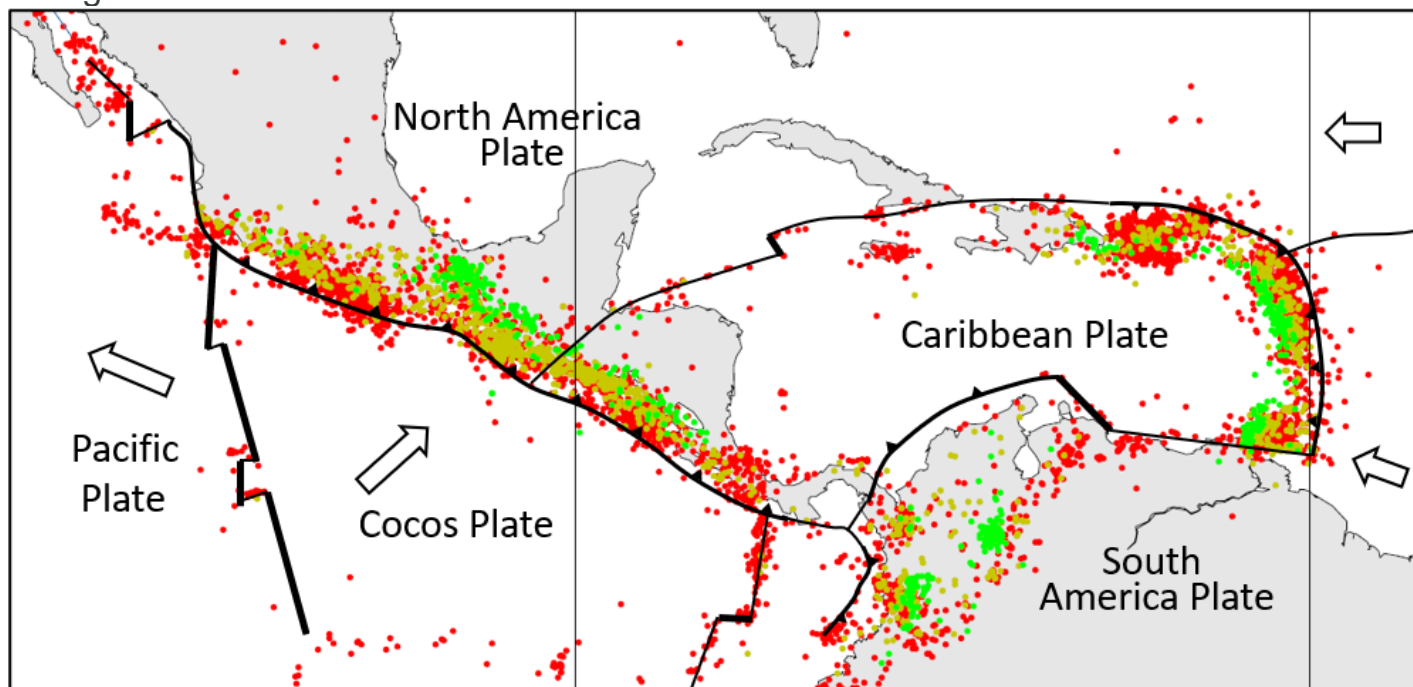 North America
Plate
Caribbean Plate
Pacific
Plate
Cocos Plate
South
America Plate